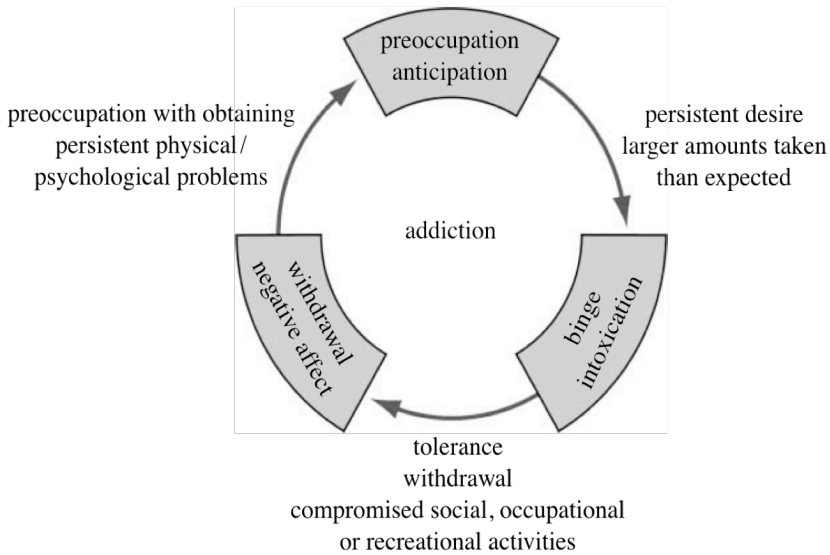 preoccupation
anticipation
preoccupation with obtaining
persistent physical/
psychological problems
persistent desire
larger amounts taken
than expected
addiction
withdrawal
negative affect
binge
intoxication
tolerance
withdrawal
compromised social, occupational
or recreational activities